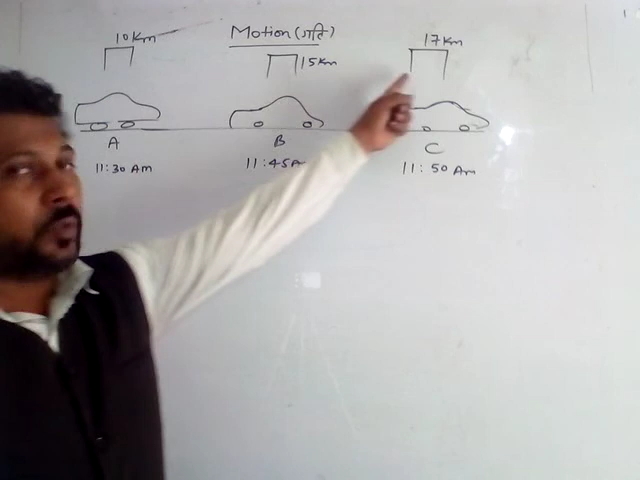 Motion (गति)
10 Km
15 Km
17 Km
A
B
C
11:30 Am
11:45 A
11:50 Am